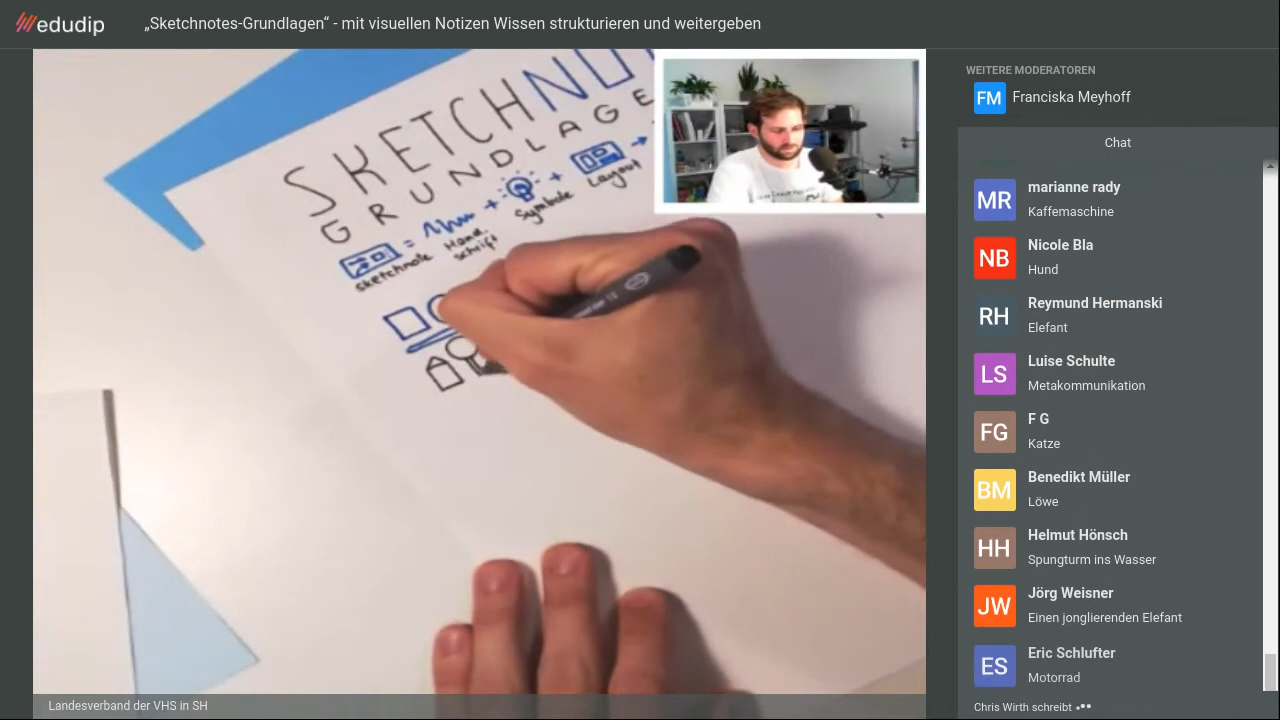 edudip
„Sketchnotes-Grundlagen“ - mit visuellen Notizen Wissen strukturieren und weitergeben
SKETCHNO
GRUNDLAGE
= + + →
sketchnote Hand schrift Symbole Layout
Landesverband der VHS in SH
WEITERE MODERATOREN
FM Franciska Meyhoff
Chat
MR marianne rady
Kaffemaschine
NB Nicole Bla
Hund
RH Reymund Hermanski
Elefant
LS Luise Schulte
Metakommunikation
FG F G
Katze
BM Benedikt Müller
Löwe
HH Helmut Hönsch
Spungturm ins Wasser
JW Jörg Weisner
Einen jonglierenden Elefant
ES Eric Schlufter
Motorrad
Chris Wirth schreibt